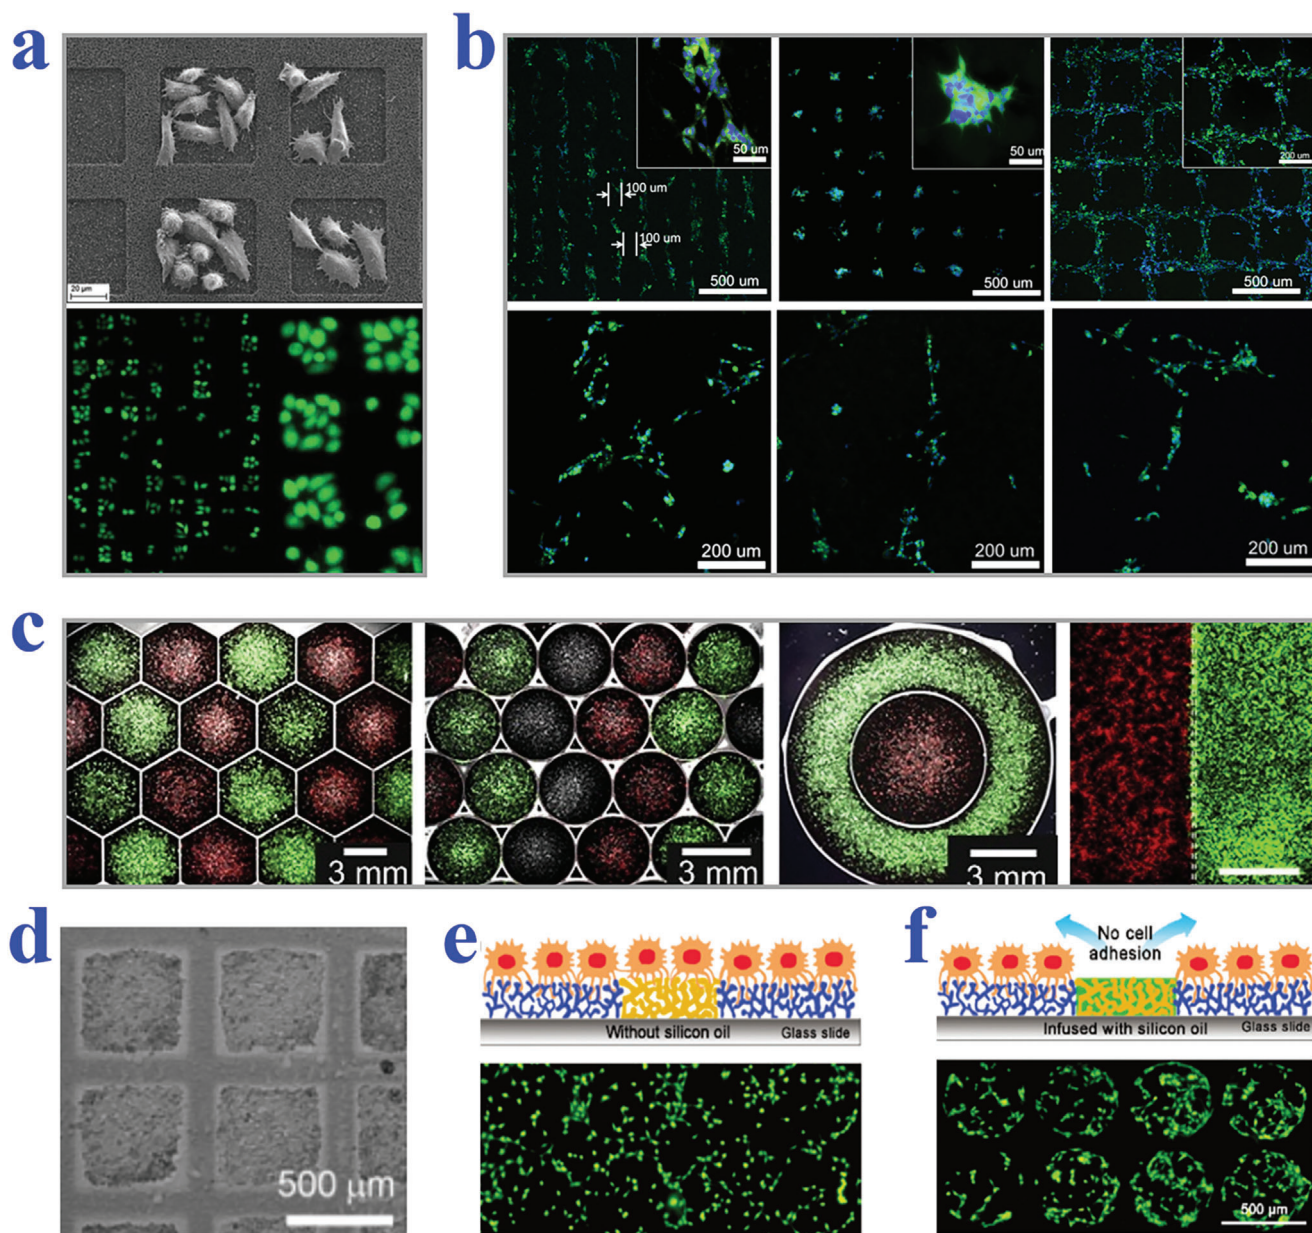 a
20 µm
b
50 um
100 um
100 um
500 um
50 um
500 um
200 um
500 um
200 um
200 um
200 um
c
3 mm
3 mm
3 mm
d
500 µm
e
Without silicon oil
Glass slide
f
No cell
adhesion
Infused with silicon oil
Glass slide
500 µm